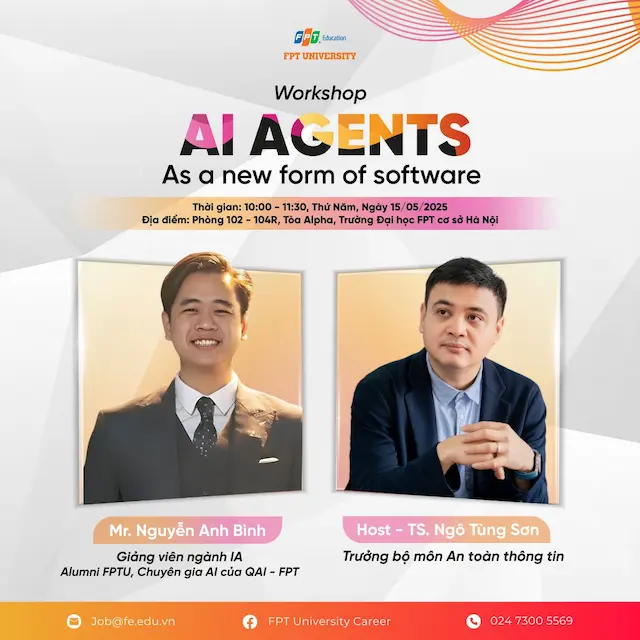 FPT Education
FPT UNIVERSITY
Workshop
AI AGENTS
As a new form of software
Thời gian: 10:00 - 11:30, Thứ Năm, Ngày 15/05/2025
Địa điểm: Phòng 102 - 104R, Tòa Alpha, Trường Đại học FPT cơ sở Hà Nội
Mr. Nguyễn Anh Bình
Host - TS. Ngô Tùng Sơn
Giảng viên ngành IA
Trưởng bộ môn An toàn thông tin
Alumni FPTU, Chuyên gia AI của QAI - FPT
Job@fe.edu.vn
FPT University Career
024 7300 5569